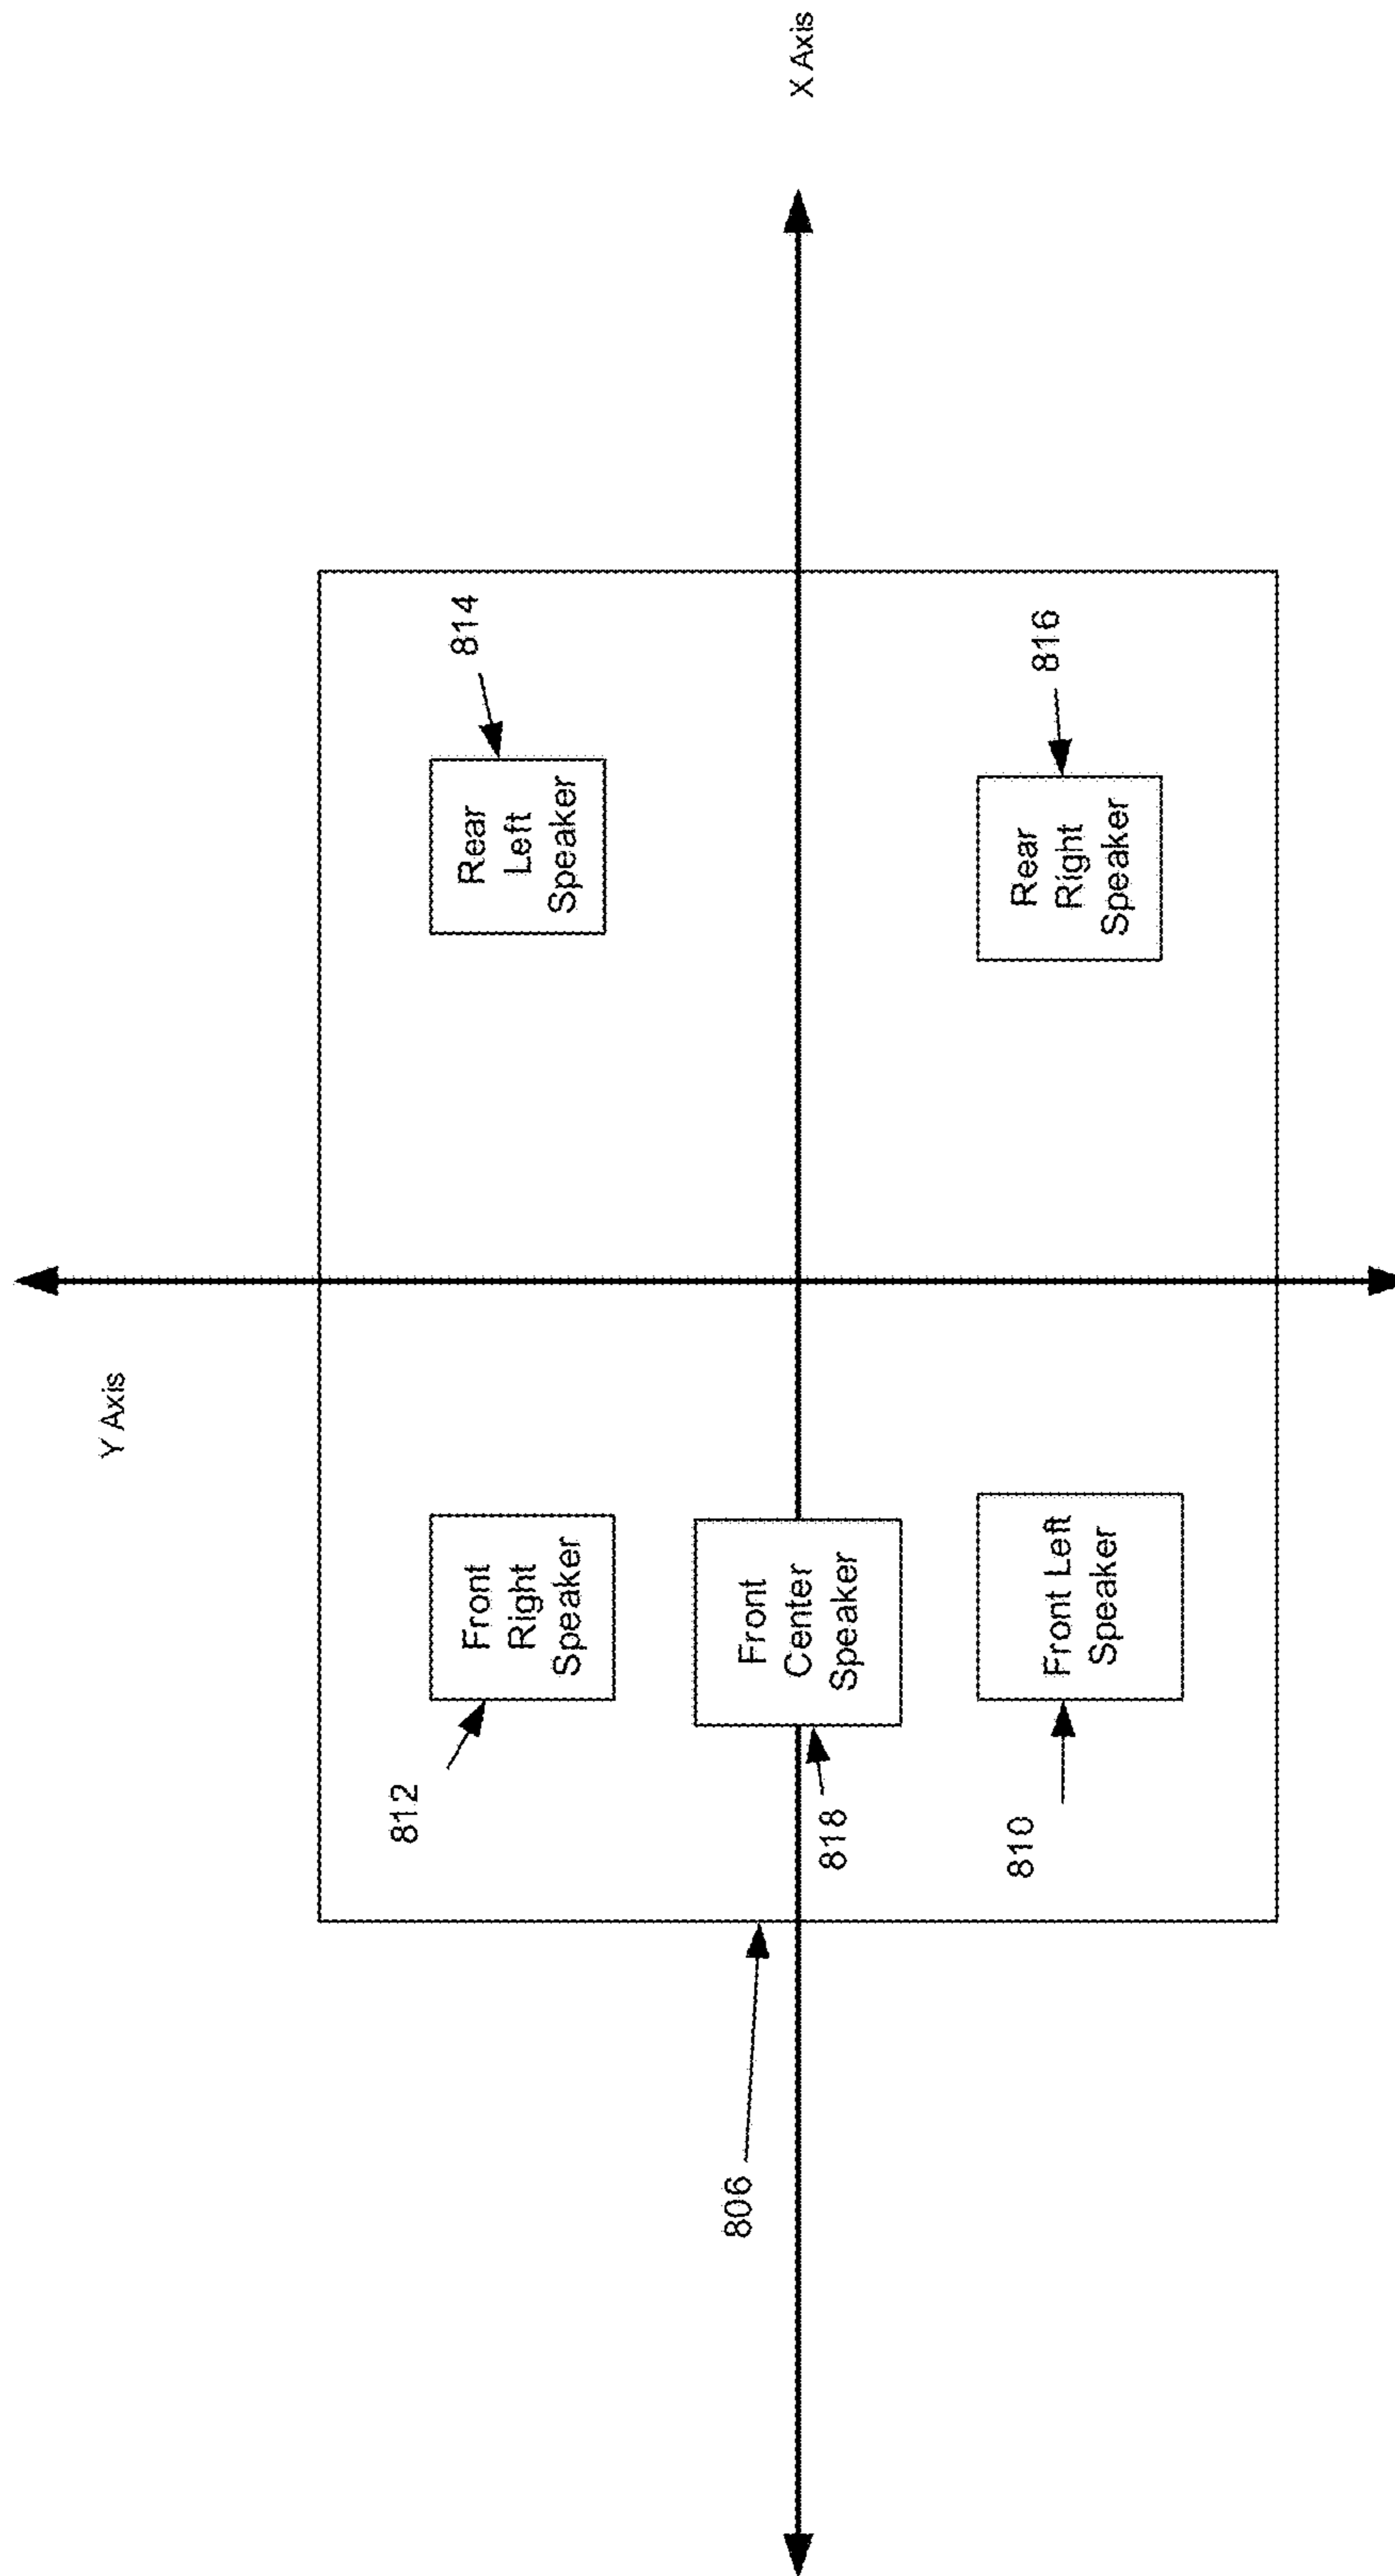 Y Axis
812
Front
Right
Speaker
814
Rear
Left
Speaker
806
818
Front
Center
Speaker
X Axis
810
Front Left
Speaker
816
Rear
Right
Speaker